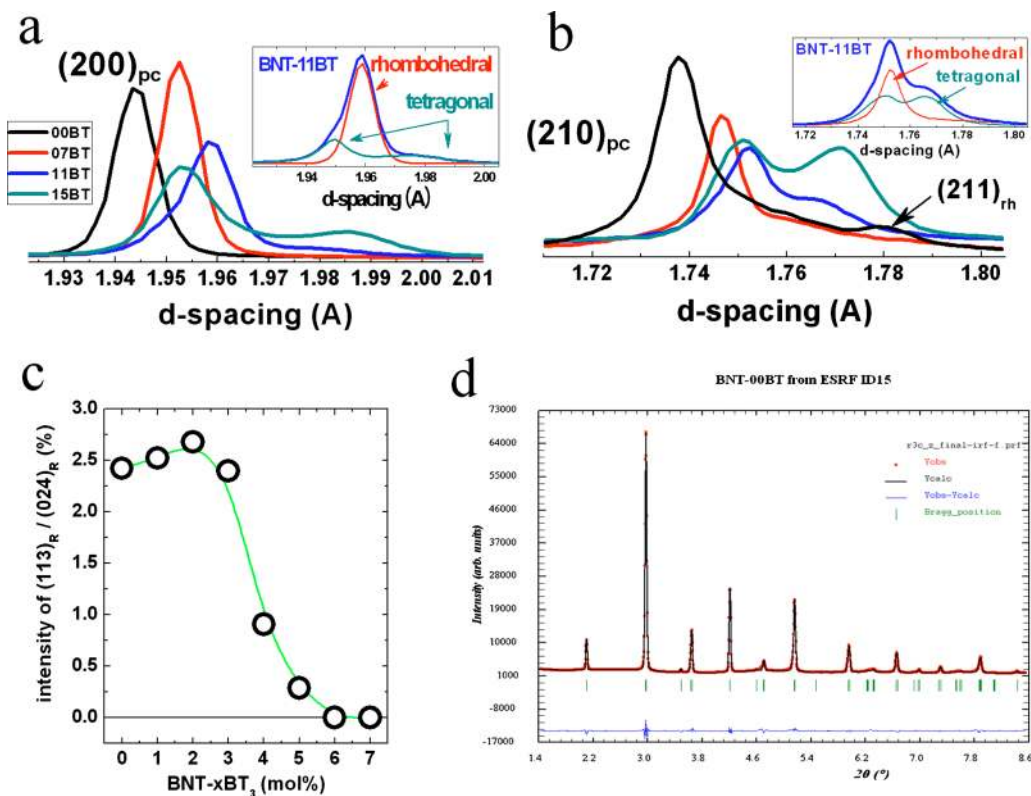 a
(200)pc
00BT
07BT
11BT
15BT
BNT-11BT
rhombohedral
tetragonal
1.94 1.96 1.98 2.00
d-spacing (A)
1.93 1.94 1.95 1.96 1.97 1.98 1.99 2.00 2.01
d-spacing (A)
b
(210)pc
BNT-11BT
rhombohedral
tetragonal
1.72 1.74 1.76 1.78 1.80
d-spacing (A)
(211)rh
1.72 1.74 1.76 1.78 1.80
d-spacing (A)
c
intensity of (113)R / (024)R (%)
3.0
2.5
2.0
1.5
1.0
0.5
0.0
0 1 2 3 4 5 6 7
BNT-xBT3 (mol%)
d
BNT-00BT from ESRF ID15
Intensity (arb. units)
73000
64000
55000
46000
37000
28000
19000
10000
1000
-8000
-17000
r3c_z_final-irf-f.prf
Yobs
Ycalc
Yobs-Ycalc
Bragg_position
1.4 2.2 3.0 3.8 4.6 5.4 6.2 7.0 7.8 8.6
2θ (°)